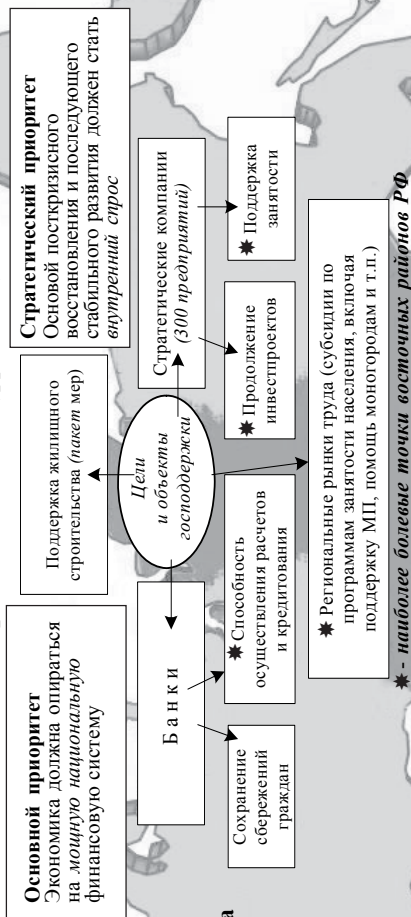 Основной приоритет
Экономика должна опираться
на мощную национальную
финансовую систему
Поддержка жилищного
строительства (пакет мер)
Стратегический приоритет
Основой посткризисного
восстановления и последующего
стабильного развития должен стать
внутренний спрос
Банки
Цели
и объекты
господдержки
Стратегические компании
(300 предприятий)
Сохранение
сбережений
граждан
Способность
осуществления расчетов
и кредитования
Продолжение
инвестпроектов
Поддержка
занятости
Региональные рынки труда (субсидии по
программам занятости населения, включая
поддержку МП, помощь моногородам и т.п.)
- наиболее болевые точки восточных районов РФ
а